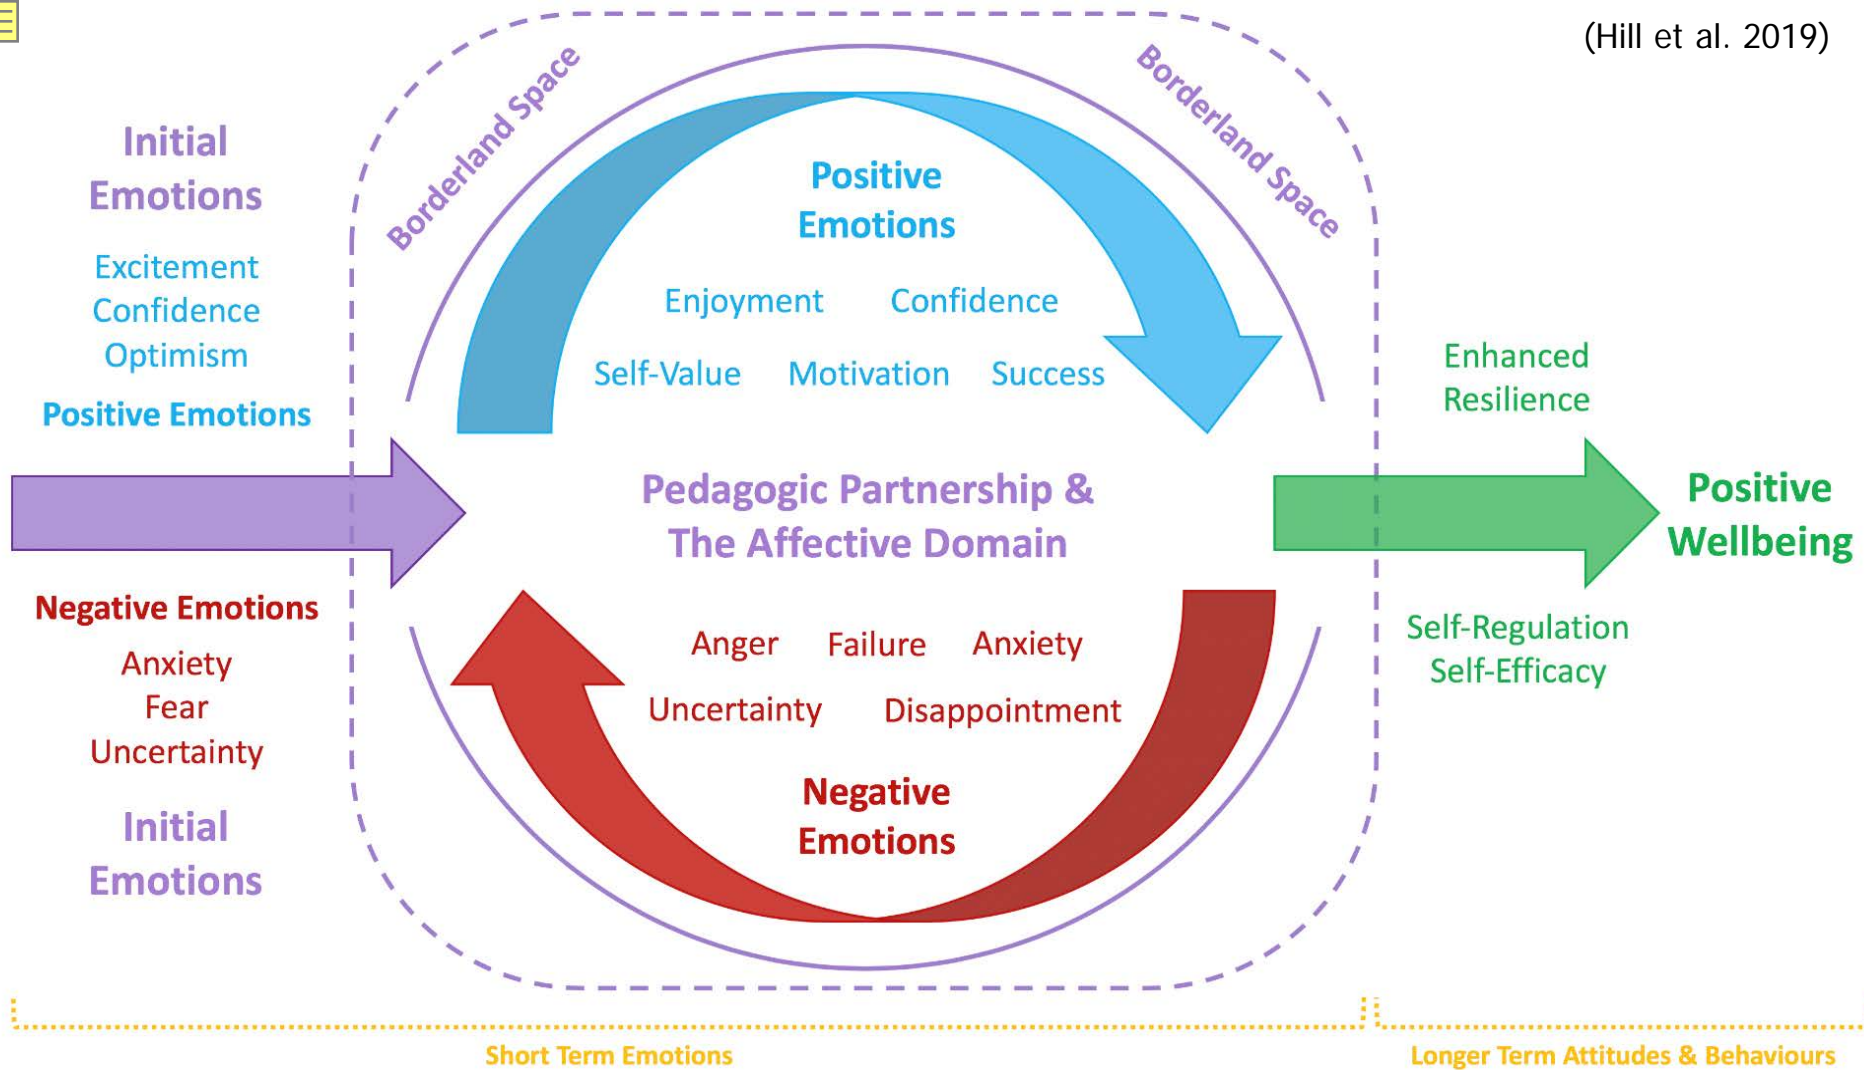 (Hill et al. 2019)
Borderland Space
Borderland Space
Initial
Emotions
Excitement
Confidence
Optimism
Positive Emotions
Negative Emotions
Anxiety
Fear
Uncertainty
Initial
Emotions
Positive
Emotions
Enjoyment Confidence
Self-Value Motivation Success
Pedagogic Partnership &
The Affective Domain
Anger Failure Anxiety
Uncertainty Disappointment
Negative
Emotions
Enhanced
Resilience
Positive
Wellbeing
Self-Regulation
Self-Efficacy
Short Term Emotions
Longer Term Attitudes & Behaviours